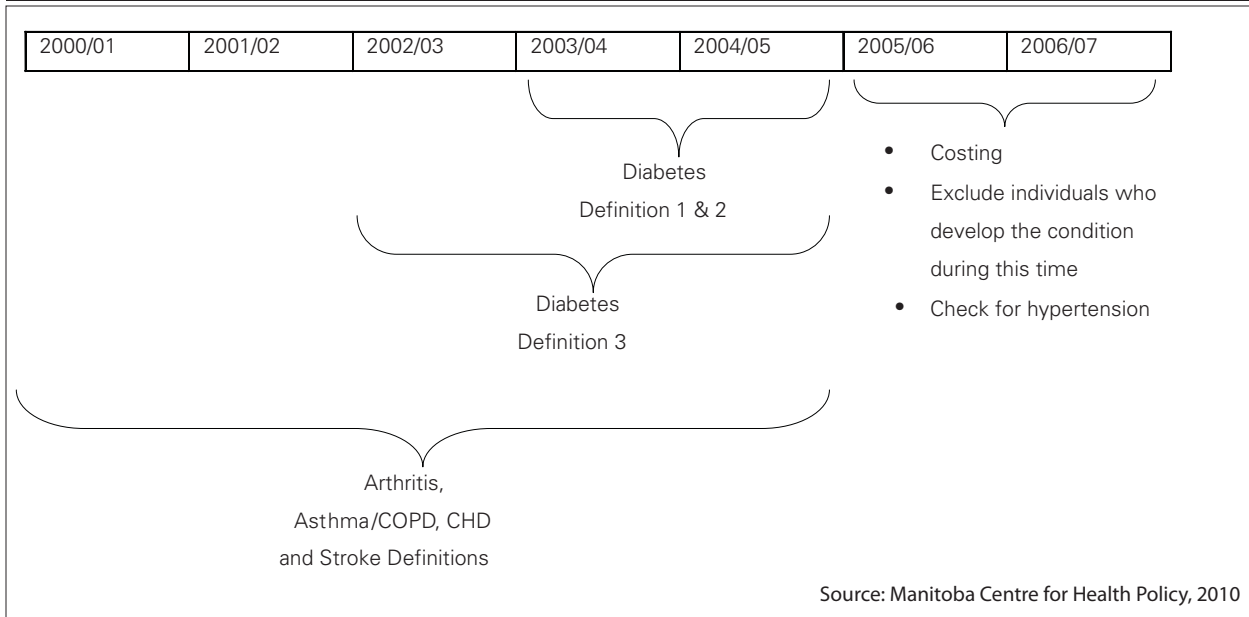 2000/01 2001/02 2002/03 2003/04 2004/05 2005/06 2006/07
Diabetes
Definition 1 & 2
• Costing
• Exclude individuals who
develop the condition
during this time
• Check for hypertension
Diabetes
Definition 3
Arthritis,
Asthma/COPD, CHD
and Stroke Definitions
Source: Manitoba Centre for Health Policy, 2010